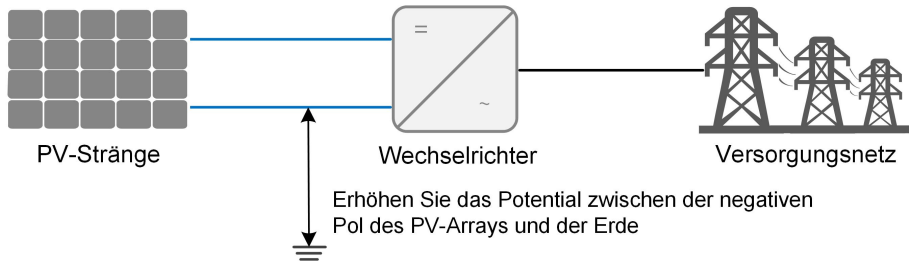 PV-Stränge
Wechselrichter
Versorgungsnetz
Erhöhen Sie das Potential zwischen der negativen
Pol des PV-Arrays und der Erde